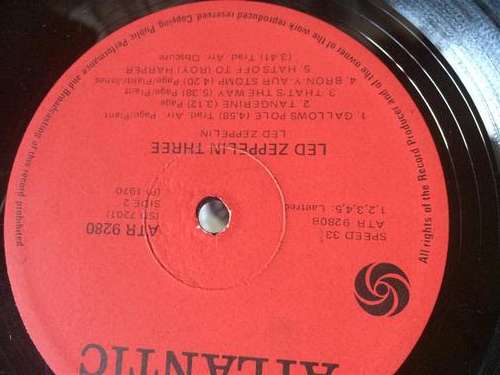 ATLANTIC
SPEED 33
ATR 9280B
1,2,3,4,5:
ATR 9280
(SD 7201)
SIDE 2
(P) 1970
LED ZEPPELIN THREE
LED ZEPPELIN
1. GALLOWS POLE (4.58) Trad. Arr. Page/Plant
2. TANGERINE (3.12) Page
3. THAT'S THE WAY (5.38) Page/Plant
4. BRON-Y-AUR STOMP (4.20) Page/Plant/Jones
5. HATS OFF TO (ROY) HARPER
(3.41) Trad. Arr. Obscure
All rights of the Record Producer and of the owner of the work reproduced reserved Copying Public Performance and Broadcasting of this record prohibited